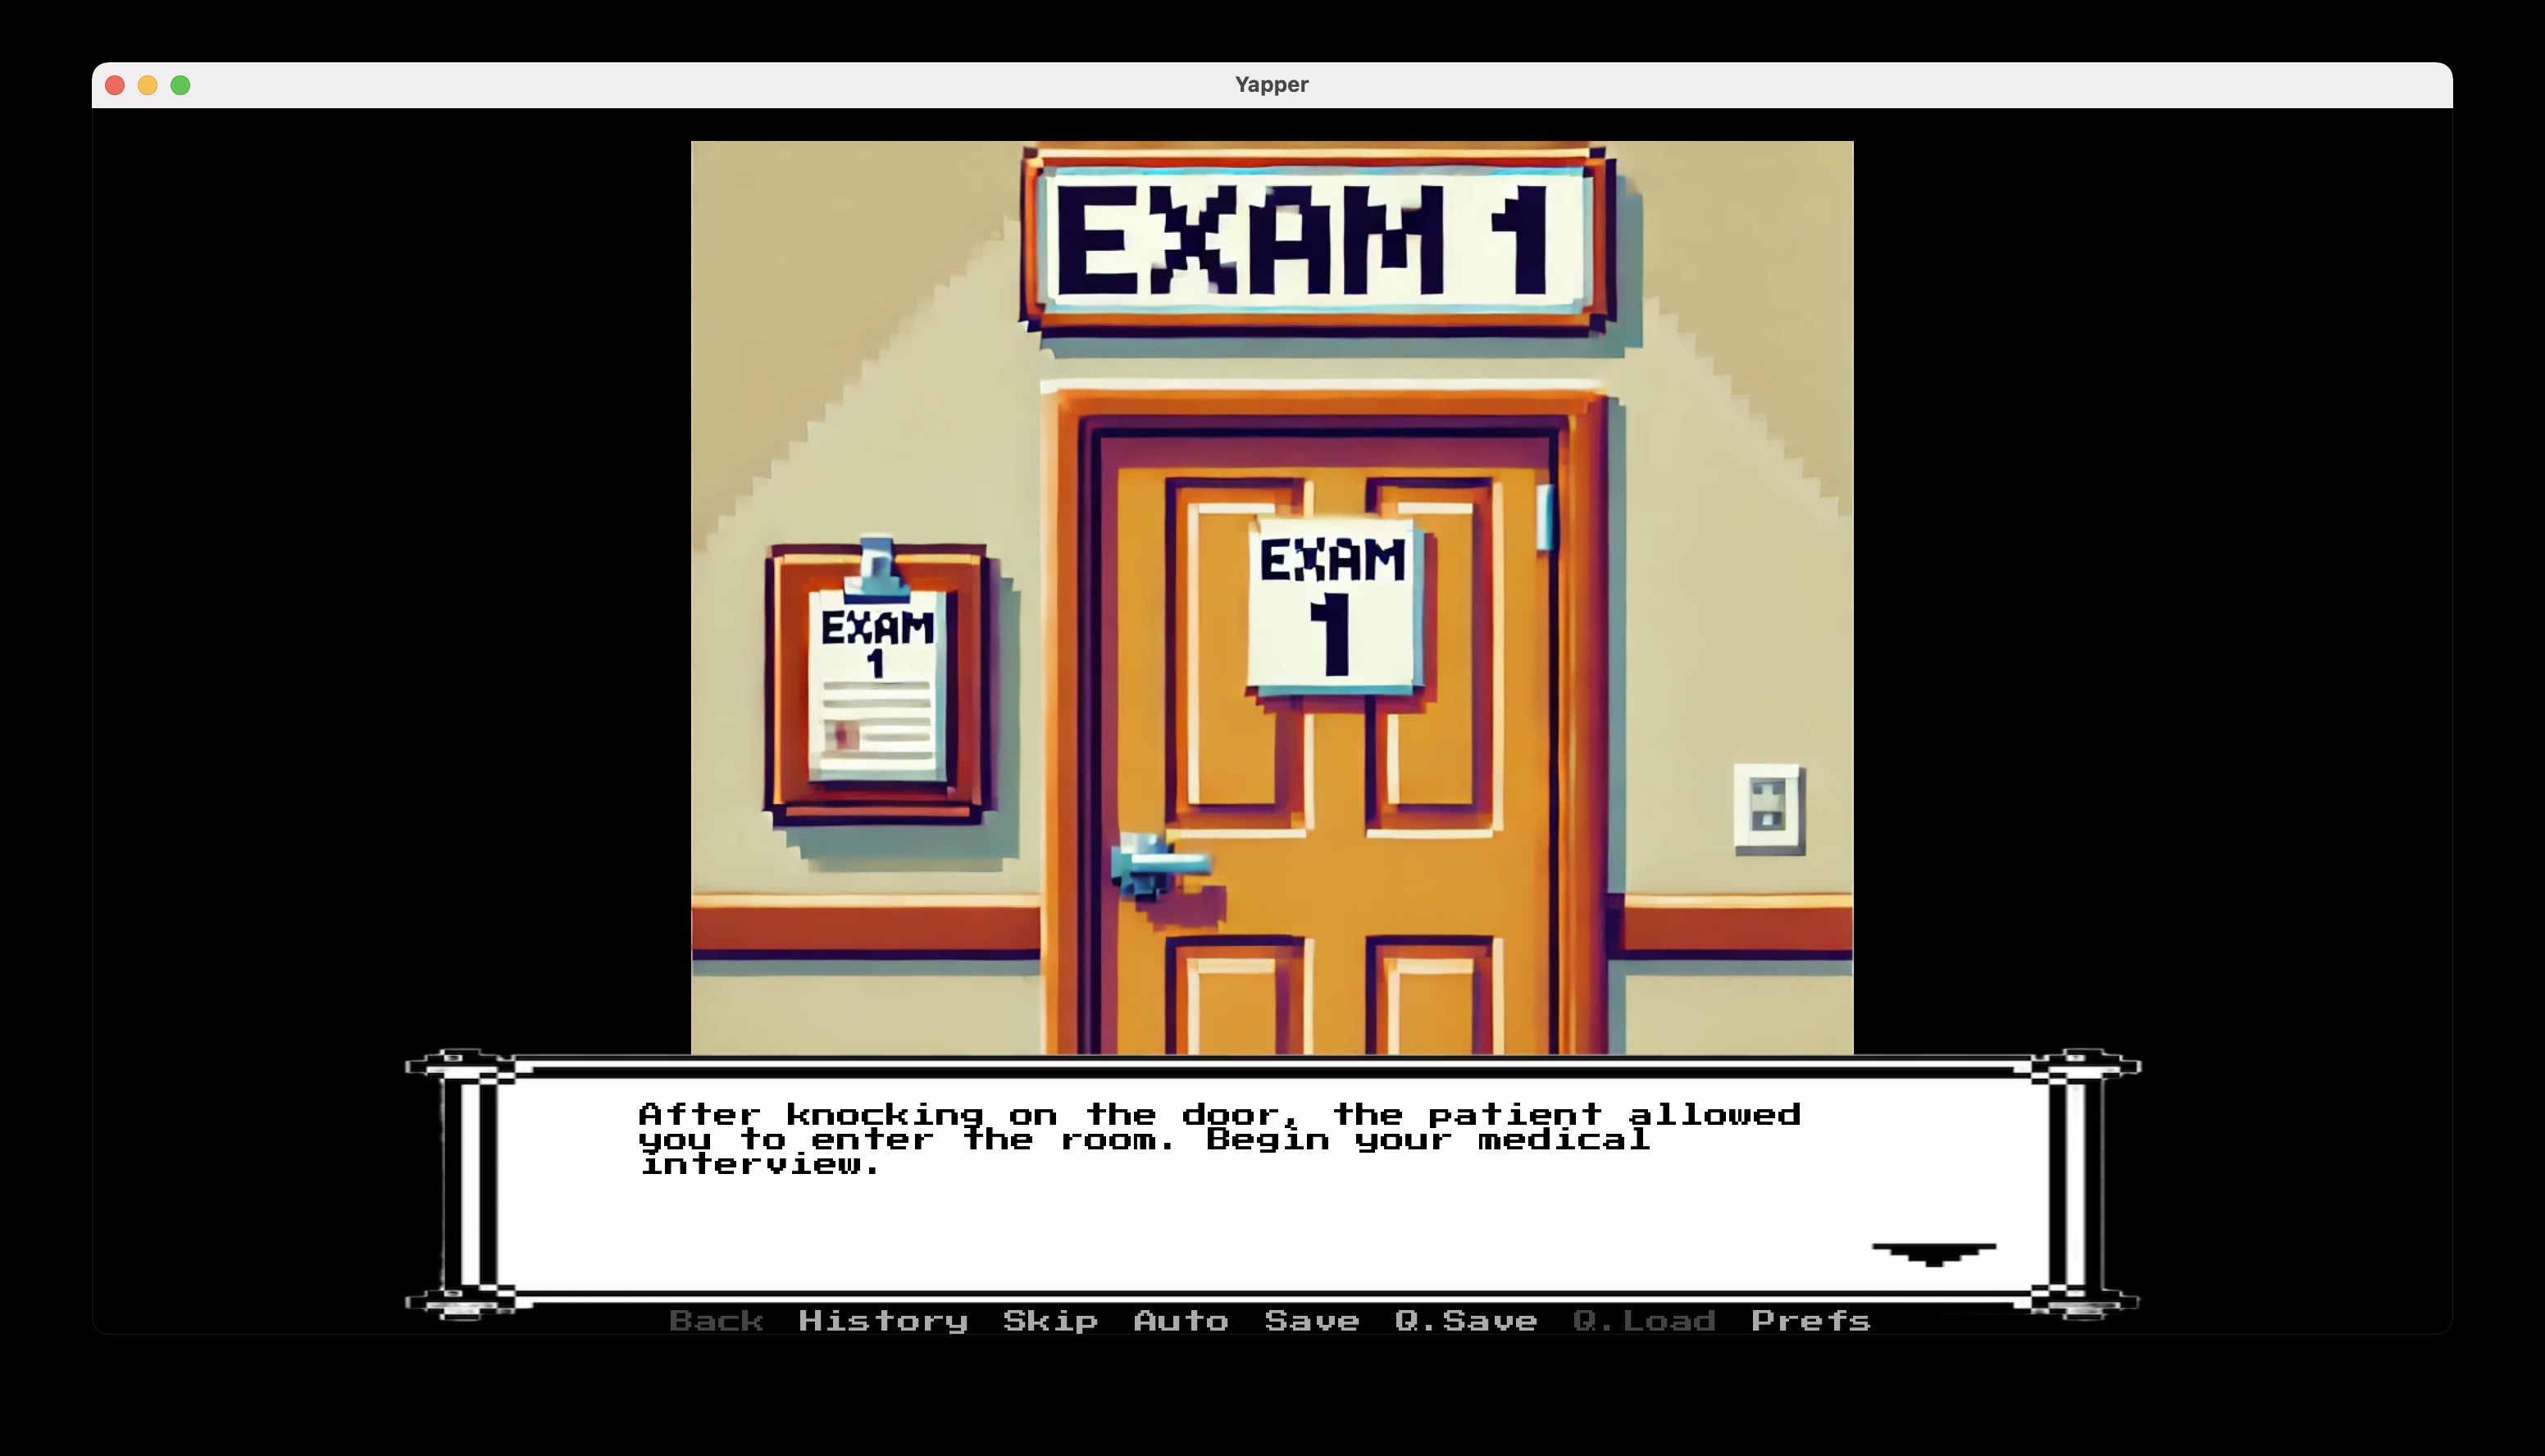 Yapper
EXAM 1
EXAM
1
EXAM
1
After knocking on the door, the patient allowed
you to enter the room. Begin your medical
interview.
Back History Skip Auto Save Q.Save Q.Load Prefs